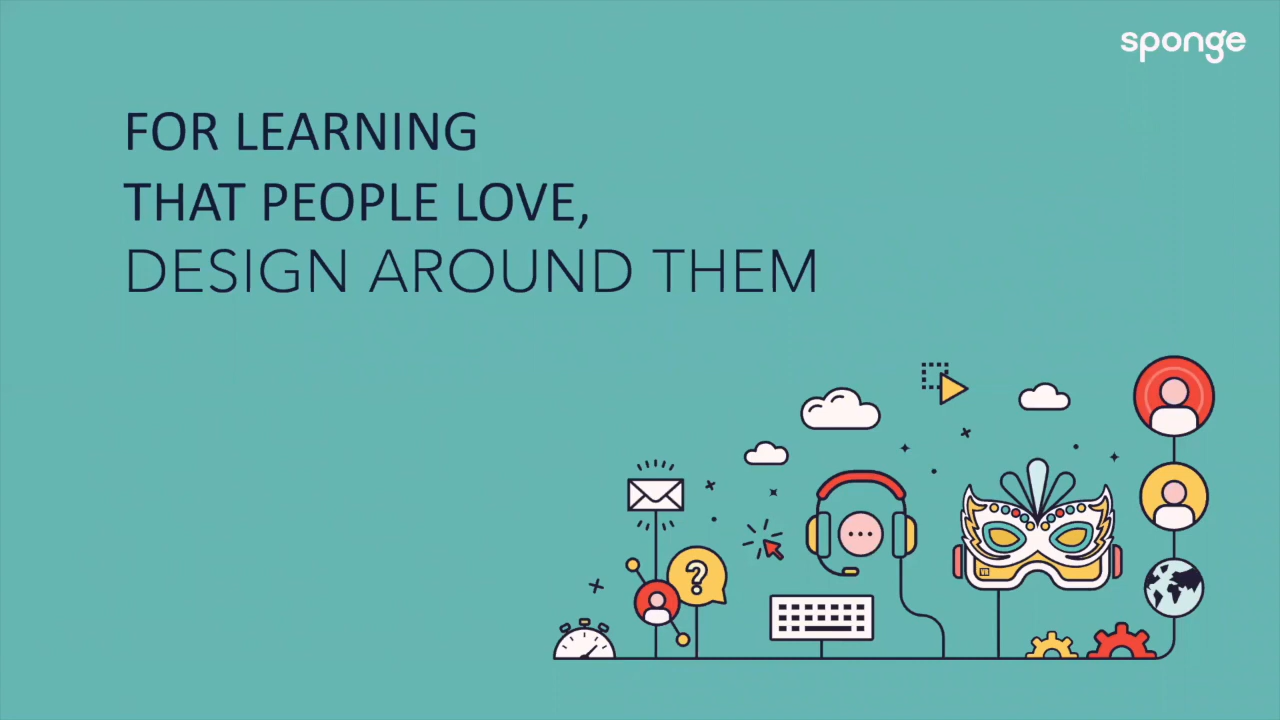 sponge
FOR LEARNING
THAT PEOPLE LOVE,
DESIGN AROUND THEM
?